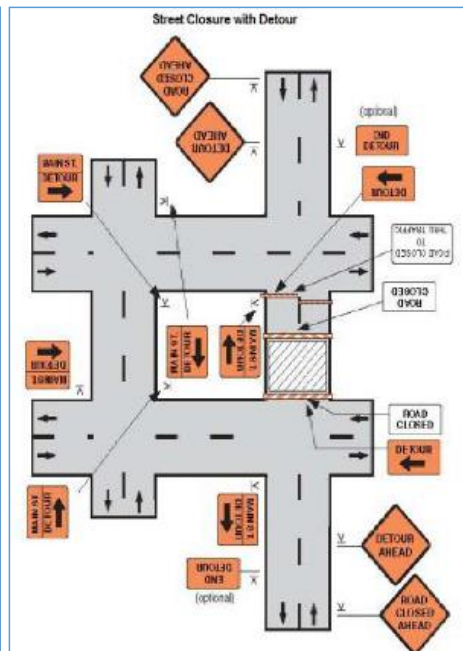 Street Closure with Detour
ROAD
CLOSED
AHEAD
DETOUR
AHEAD
(optional)
END
DETOUR
MAIN ST.
DETOUR
DETOUR
ROAD CLOSED
TO
THRU TRAFFIC
ROAD
CLOSED
MAIN ST.
DETOUR
MAIN ST.
DETOUR
MAIN ST.
DETOUR
ROAD
CLOSED
DETOUR
MAIN ST.
DETOUR
MAIN ST.
DETOUR
END
DETOUR
(optional)
DETOUR
AHEAD
ROAD
CLOSED
AHEAD